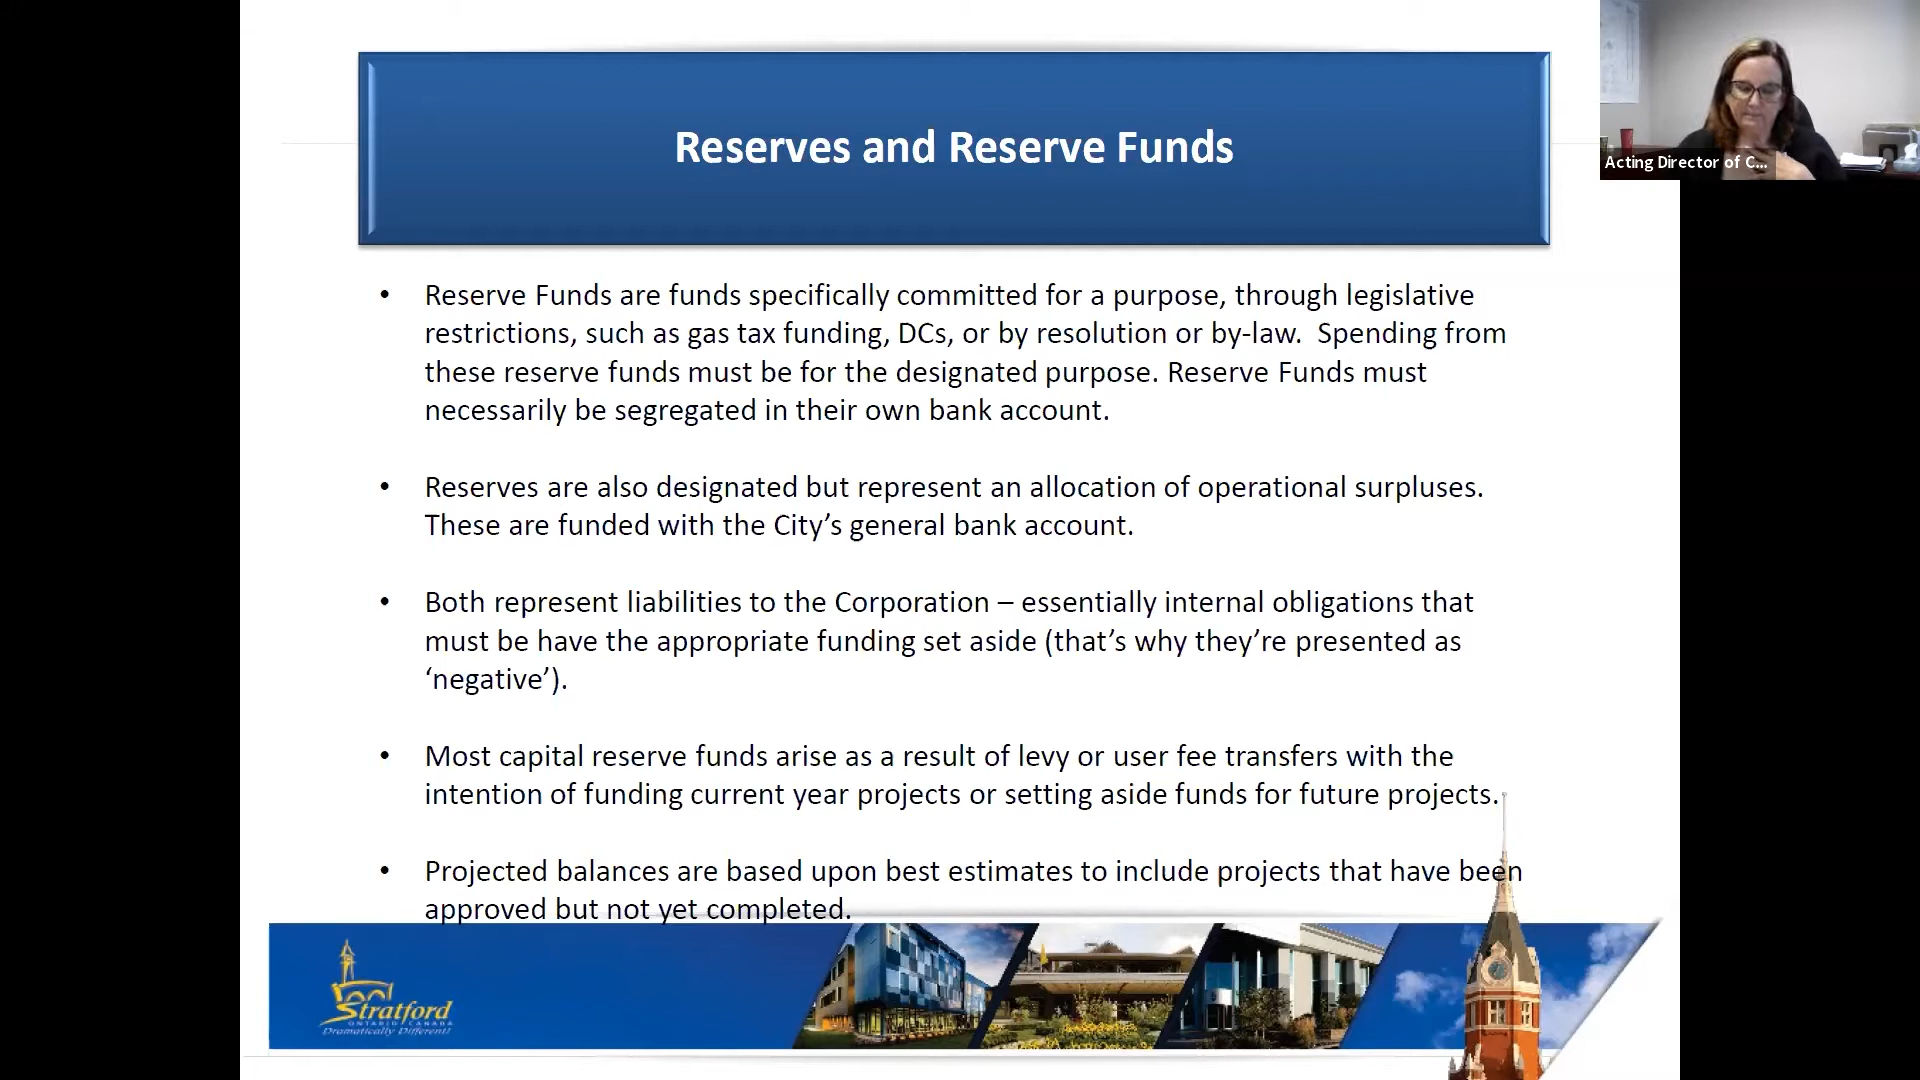 Reserves and Reserve Funds
Acting Director of C...
• Reserve Funds are funds specifically committed for a purpose, through legislative
restrictions, such as gas tax funding, DCs, or by resolution or by-law.  Spending from
these reserve funds must be for the designated purpose. Reserve Funds must
necessarily be segregated in their own bank account.
• Reserves are also designated but represent an allocation of operational surpluses.
These are funded with the City’s general bank account.
• Both represent liabilities to the Corporation – essentially internal obligations that
must be have the appropriate funding set aside (that’s why they’re presented as
‘negative’).
• Most capital reserve funds arise as a result of levy or user fee transfers with the
intention of funding current year projects or setting aside funds for future projects.
• Projected balances are based upon best estimates to include projects that have been
approved but not yet completed.
Stratford
ONTARIO CANADA
Dramatically Different!